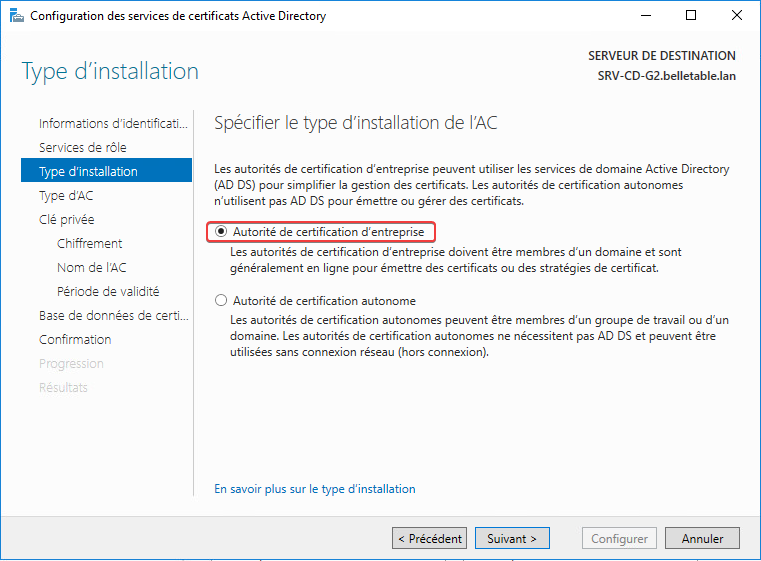 Configuration des services de certificats Active Directory
Type d'installation
SERVEUR DE DESTINATION
SRV-CD-G2.belletable.lan
Informations d'identificati...
Services de rôle
Type d'installation
Type d'AC
Clé privée
Chiffrement
Nom de l'AC
Période de validité
Base de données de certi...
Confirmation
Progression
Résultats
Spécifier le type d'installation de l'AC
Les autorités de certification d'entreprise peuvent utiliser les services de domaine Active Directory
(AD DS) pour simplifier la gestion des certificats. Les autorités de certification autonomes
n'utilisent pas AD DS pour émettre ou gérer des certificats.
Autorité de certification d'entreprise
Les autorités de certification d'entreprise doivent être membres d'un domaine et sont
généralement en ligne pour émettre des certificats ou des stratégies de certificat.
Autorité de certification autonome
Les autorités de certification autonomes peuvent être membres d'un groupe de travail ou d'un
domaine. Les autorités de certification autonomes ne nécessitent pas AD DS et peuvent être
utilisées sans connexion réseau (hors connexion).
En savoir plus sur le type d'installation
< Précédent
Suivant >
Configurer
Annuler